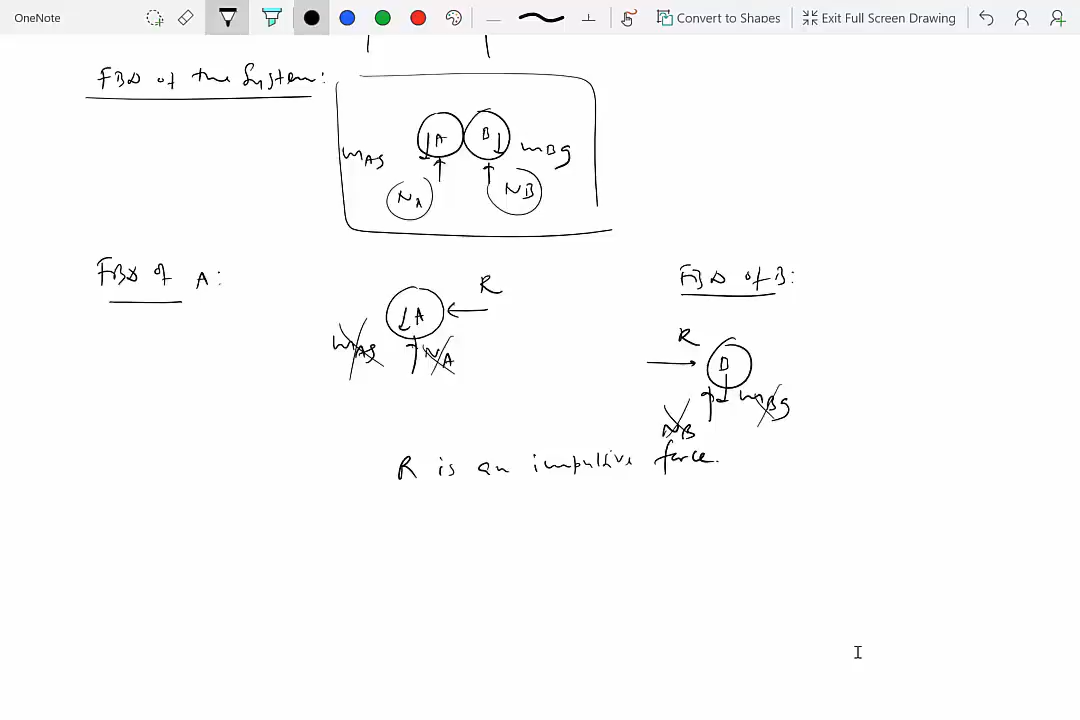 OneNote
Convert to Shapes
Exit Full Screen Drawing
FBD of the System:
A
B
mAg
mBg
NA
NB
FBD of A:
R
A
mAg
NA
FBD of B:
R
B
mBg
NB
R is an impulsive force.